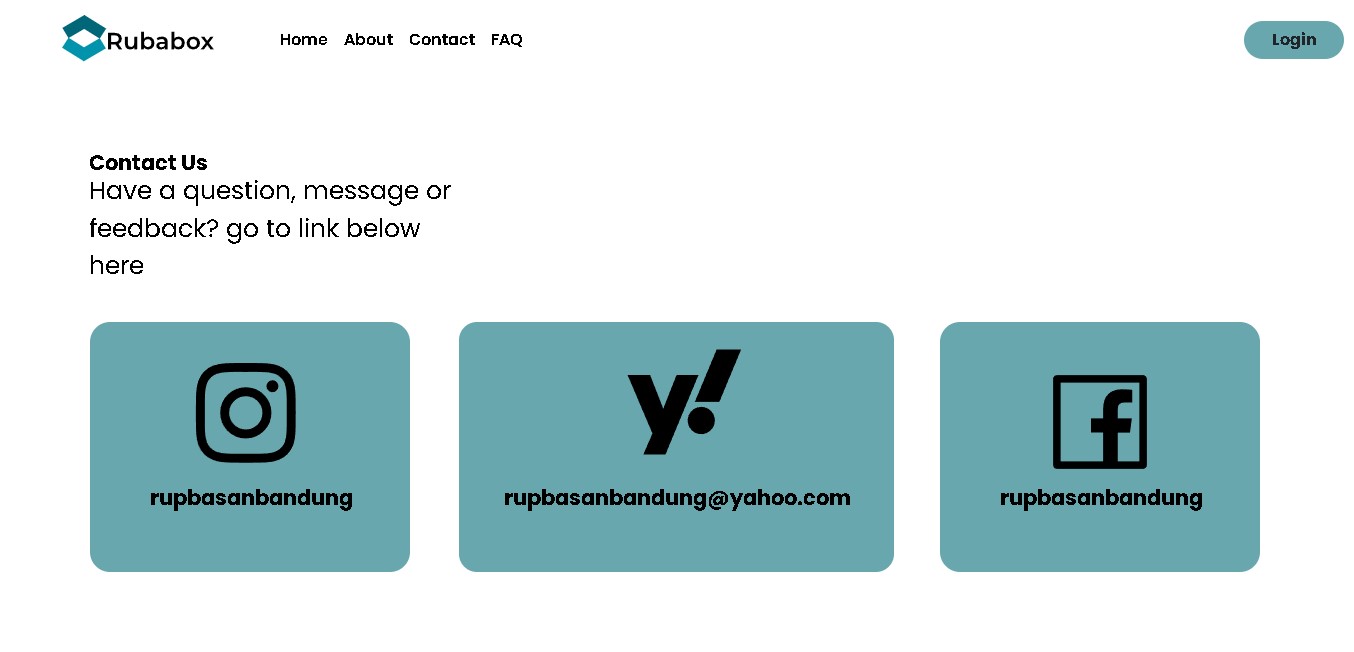 Rubabox
Home About Contact FAQ
Login
Contact Us
Have a question, message or
feedback? go to link below
here
y!
rupbasanbandung
rupbasanbandung@yahoo.com
rupbasanbandung